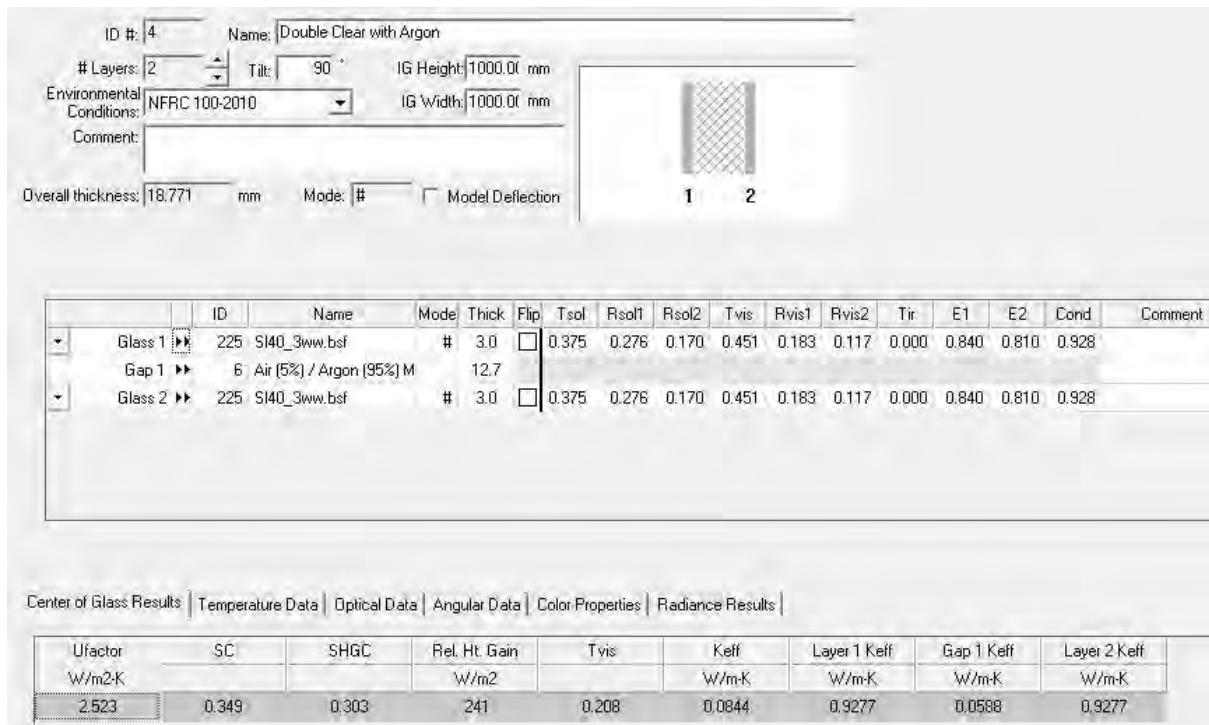 ID #: 4 Name: Double Clear with Argon
# Layers: 2 Tilt: 90 ° IG Height: 1000.0( mm
Environmental Conditions: NFRC 100-2010 IG Width: 1000.0( mm
Comment:
Overall thickness: 18.771 mm Mode: # Model Deflection
1 2
ID Name Mode Thick Flip Tsol Rsol1 Rsol2 Tvis Rvis1 Rvis2 Tir E1 E2 Cond Comment
Glass 1 225 SI40_3ww.bsf # 3.0 0.375 0.276 0.170 0.451 0.183 0.117 0.000 0.840 0.810 0.928
Gap 1 6 Air (5%) / Argon (95%) M 12.7
Glass 2 225 SI40_3ww.bsf # 3.0 0.375 0.276 0.170 0.451 0.183 0.117 0.000 0.840 0.810 0.928
Center of Glass Results Temperature Data Optical Data Angular Data Color Properties Radiance Results
Ufactor SC SHGC Rel. Ht. Gain Tvis Keff Layer 1 Keff Gap 1 Keff Layer 2 Keff
W/m2-K W/m2 W/m-K W/m-K W/m-K W/m-K
2.523 0.349 0.303 241 0.208 0.0844 0.9277 0.0588 0.9277